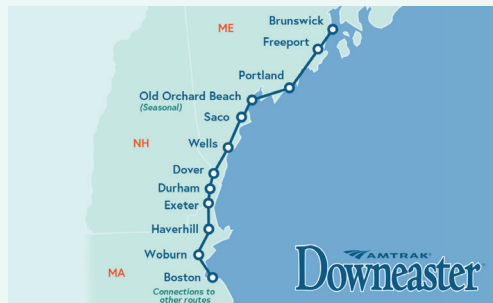 ME
Brunswick
Freeport
Portland
Old Orchard Beach
(Seasonal)
Saco
NH
Wells
Dover
Durham
Exeter
Haverhill
Woburn
MA
Boston
Connections to
other routes
AMTRAK
Downeaster